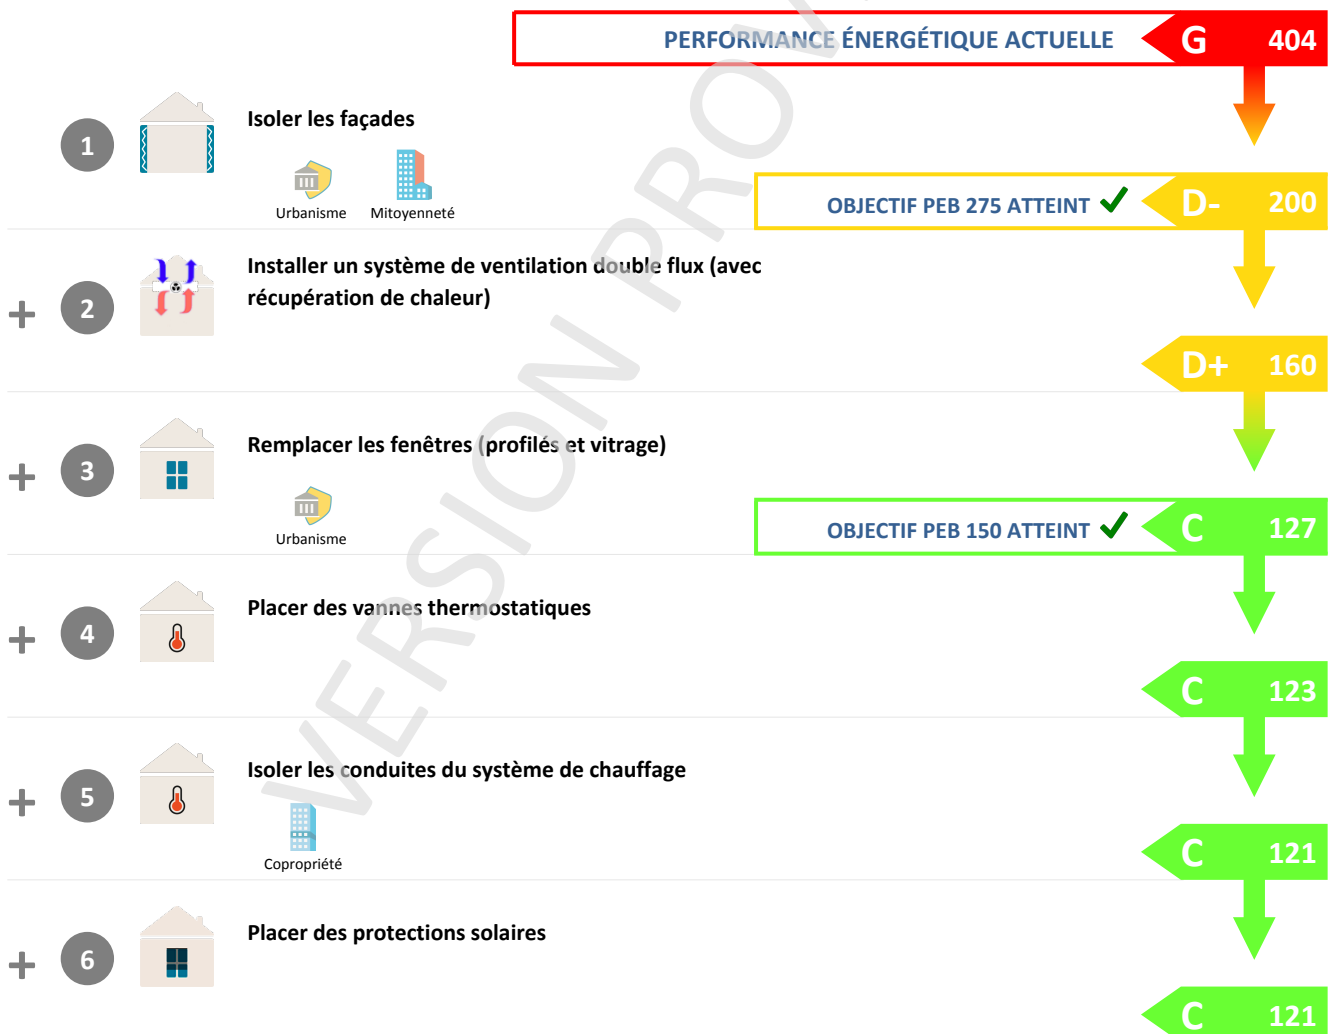 PERFORMANCE ÉNERGÉTIQUE ACTUELLE G 404
1 Isoler les façades
Urbanisme Mitoyenneté
OBJECTIF PEB 275 ATTEINT D- 200
+ 2 Installer un système de ventilation double flux (avec
récupération de chaleur)
D+ 160
+ 3 Remplacer les fenêtres (profilés et vitrage)
Urbanisme
OBJECTIF PEB 150 ATTEINT C 127
+ 4 Placer des vannes thermostatiques
C 123
+ 5 Isoler les conduites du système de chauffage
Copropriété
C 121
+ 6 Placer des protections solaires
C 121
VERSION PROV